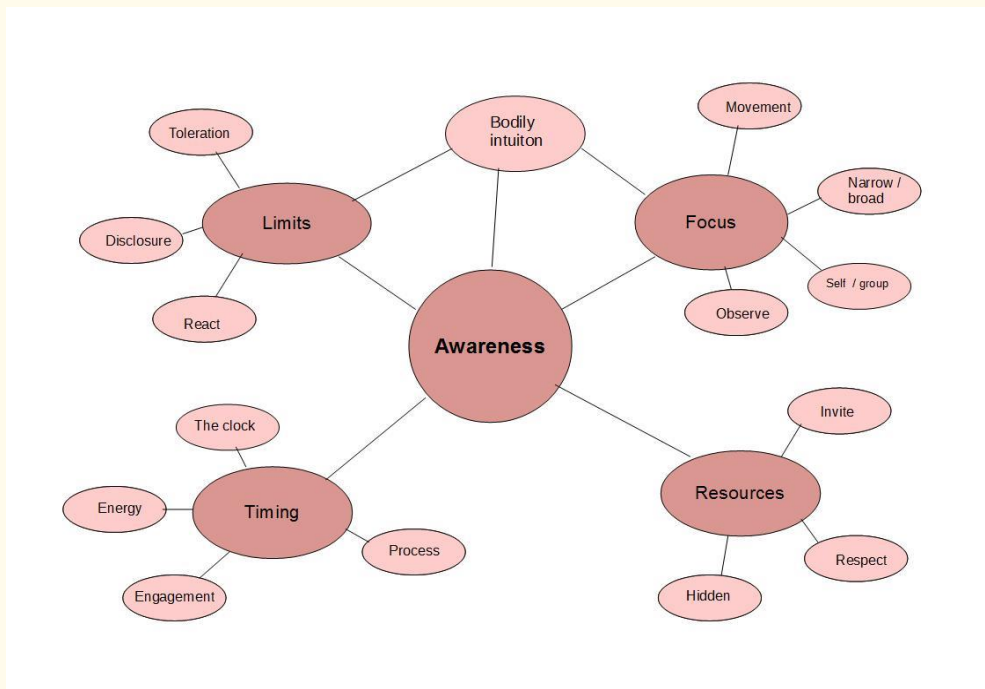 Movement
Bodily
intuiton
Toleration
Narrow /
broad
Limits
Focus
Disclosure
Self / group
Observe
React
Awareness
Invite
The clock
Resources
Energy
Timing
Process
Respect
Engagement
Hidden